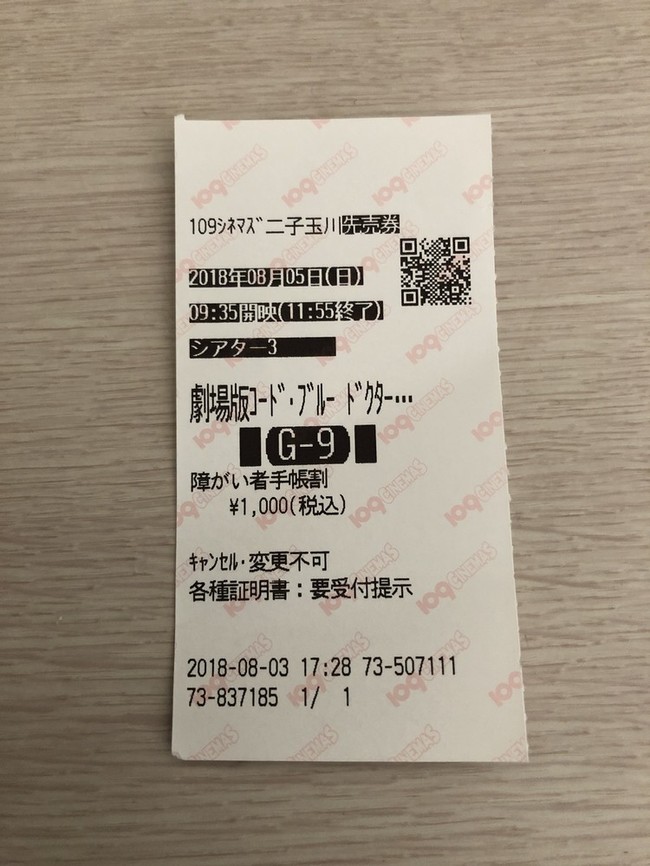 109ｼﾈﾏｽﾞ二子玉川先売券
2018年08月05日(日)
09:35開映(11:55終了)
シアター3
劇場版ｺｰﾄﾞ・ﾌﾞﾙｰ ﾄﾞｸﾀｰ…
G-9
障がい者手帳割
¥1,000(税込)
ｷｬﾝｾﾙ・変更不可
各種証明書：要受付提示
2018-08-03 17:28 73-507111
73-837185 1/ 1
109 CINEMAS